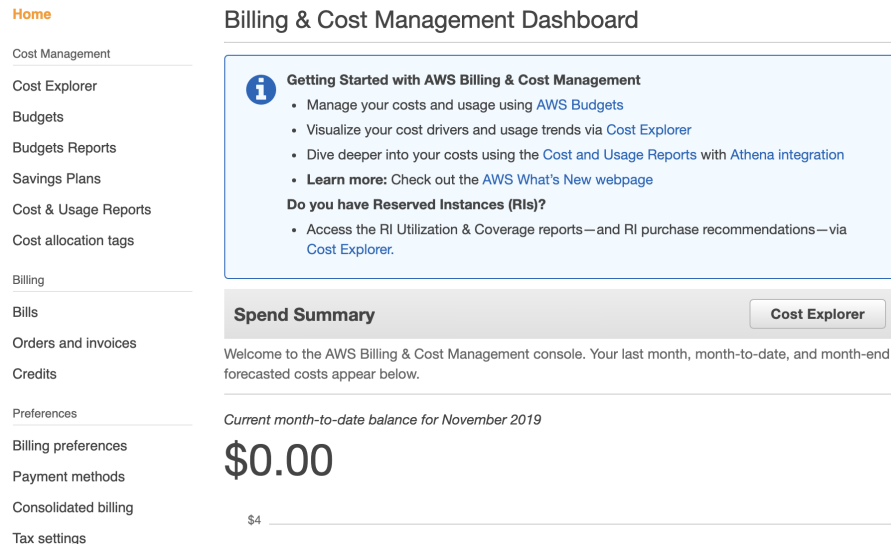 Home
Cost Management
Cost Explorer
Budgets
Budgets Reports
Savings Plans
Cost & Usage Reports
Cost allocation tags
Billing
Bills
Orders and invoices
Credits
Preferences
Billing preferences
Payment methods
Consolidated billing
Tax settings
Billing & Cost Management Dashboard
Getting Started with AWS Billing & Cost Management
• Manage your costs and usage using AWS Budgets
• Visualize your cost drivers and usage trends via Cost Explorer
• Dive deeper into your costs using the Cost and Usage Reports with Athena integration
• Learn more: Check out the AWS What's New webpage
Do you have Reserved Instances (RIs)?
• Access the RI Utilization & Coverage reports—and RI purchase recommendations—via
Cost Explorer.
Spend Summary
Cost Explorer
Welcome to the AWS Billing & Cost Management console. Your last month, month-to-date, and month-end
forecasted costs appear below.
Current month-to-date balance for November 2019
$0.00
$4